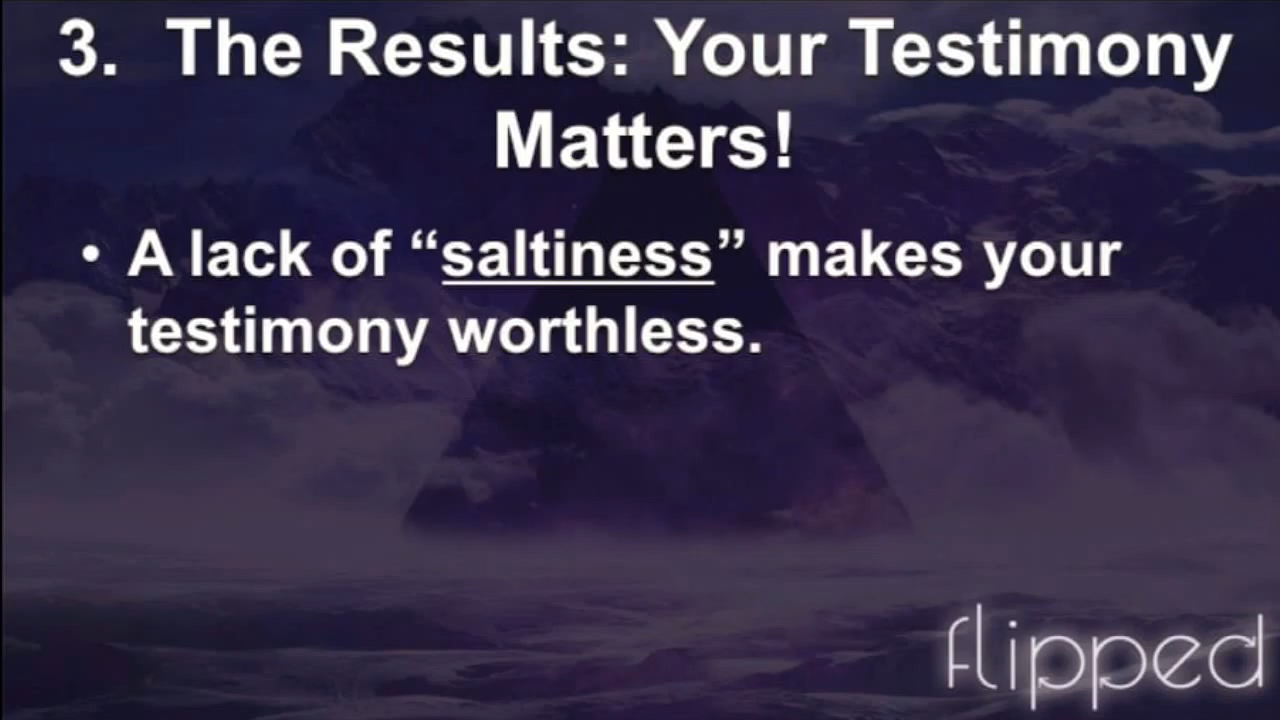 3. The Results: Your Testimony
Matters!
• A lack of “saltiness” makes your
testimony worthless.
flipped